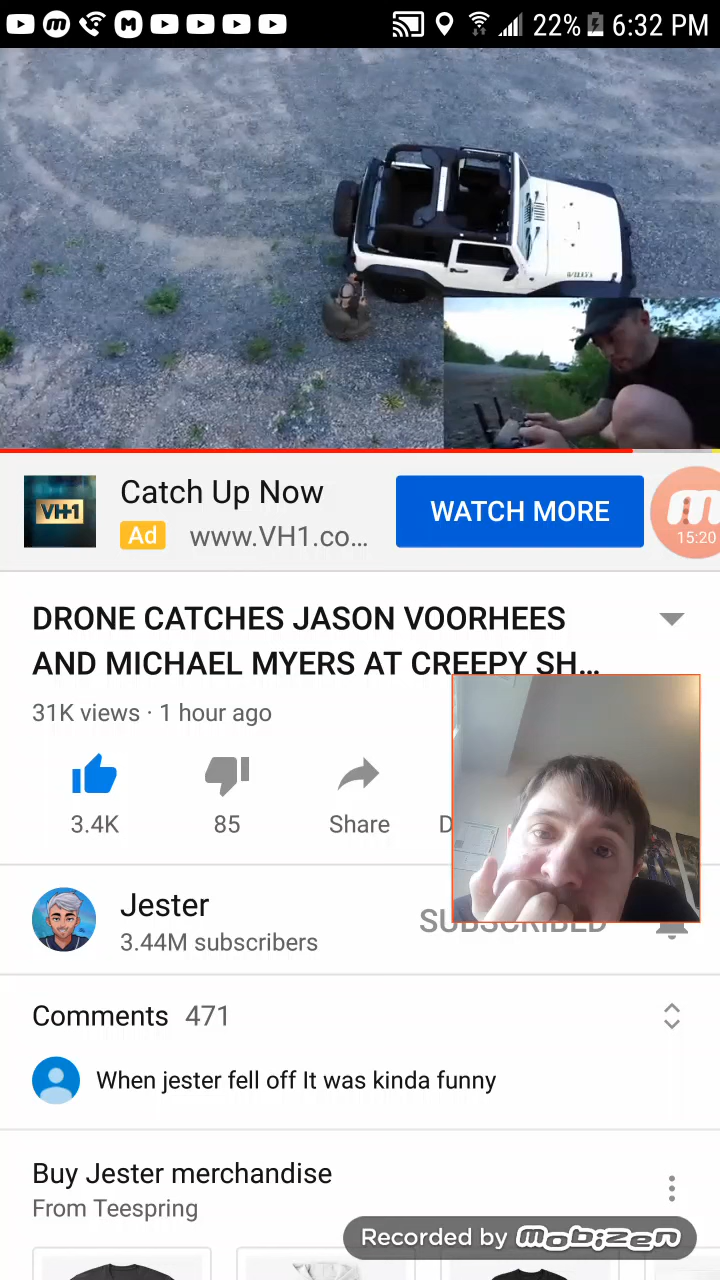 22% 6:32 PM
WILLYS
VH1
Catch Up Now
Ad www.VH1.co...
WATCH MORE
15:20
DRONE CATCHES JASON VOORHEES
AND MICHAEL MYERS AT CREEPY SH...
31K views · 1 hour ago
3.4K
85
Share
D
Jester
3.44M subscribers
SUBSCRIBED
Comments 471
When jester fell off It was kinda funny
Buy Jester merchandise
From Teespring
Recorded by mobizen